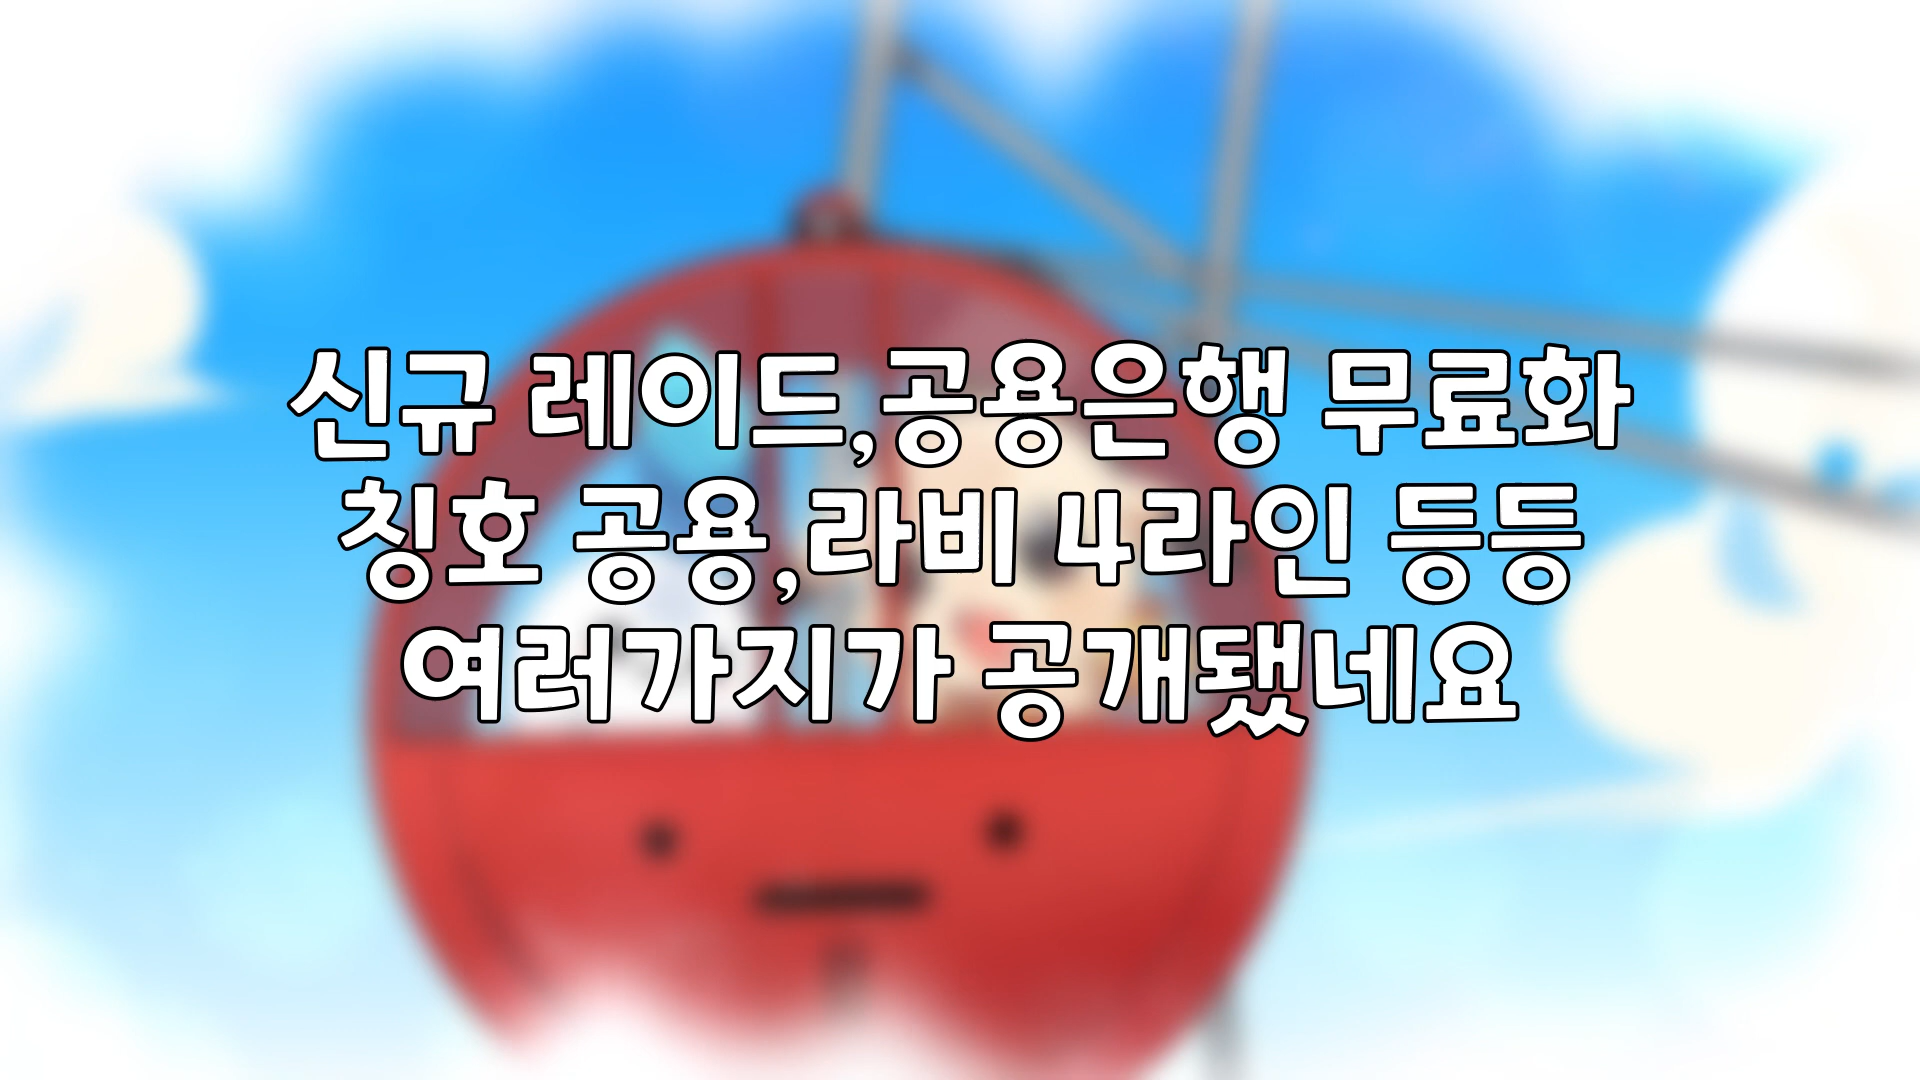 신규 레이드,공용은행 무료화
칭호 공용,라비 4라인 등등
여러가지가 공개됐네요